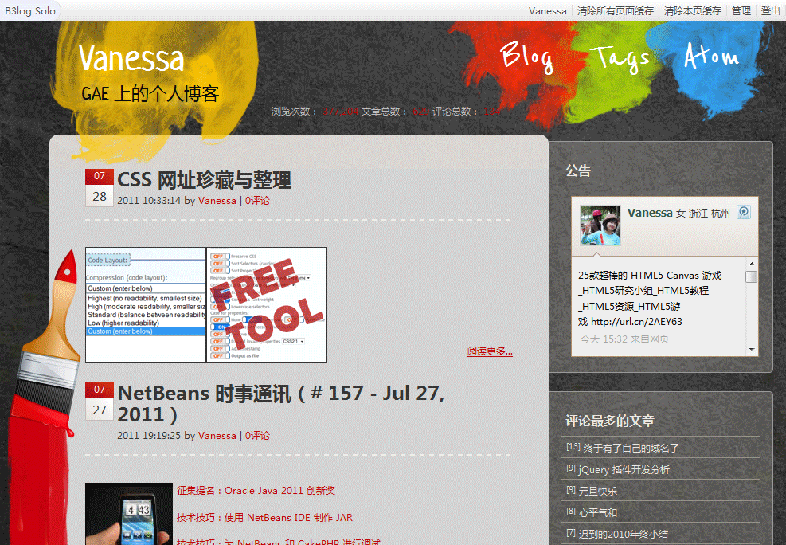 B3log Solo
Vanessa 清除所有页面缓存 清除本页缓存 管理 登出
Vanessa
GAE 上的个人博客
Blog Tags Atom
浏览次数： 文章总数： 评论总数：
07
28
CSS 网址珍藏与整理
2011 10:33:14 by Vanessa | 0评论
Code Layout:
Compression (code layout):
Custom (enter below)
Highest (no readability, smallest size)
High (moderate readability, smaller size
Standard (balance between readability
Low (higher readability)
Custom (enter below)
FREE
TOOL
阅读更多...
07
27
NetBeans 时事通讯（# 157 - Jul 27,
2011）
2011 19:19:25 by Vanessa | 0评论
征集提名：Oracle Java 2011 创新奖
技术技巧：使用 NetBeans IDE 制作 JAR
技术技巧：为 NetBeans 和 CakePHP 进行调试
公告
Vanessa 女 浙江 杭州
25款超棒的 HTML5 Canvas 游戏
_HTML5研究小组_HTML5教程
_HTML5资源_HTML5游
戏 http://url.cn/2AEY63
今天 15:32 来自网页
评论最多的文章
终于有了自己的域名了
[9] jQuery 插件开发分析
[9] 元旦快乐
[8] 心平气和
[7] 迟到的2010年终小结